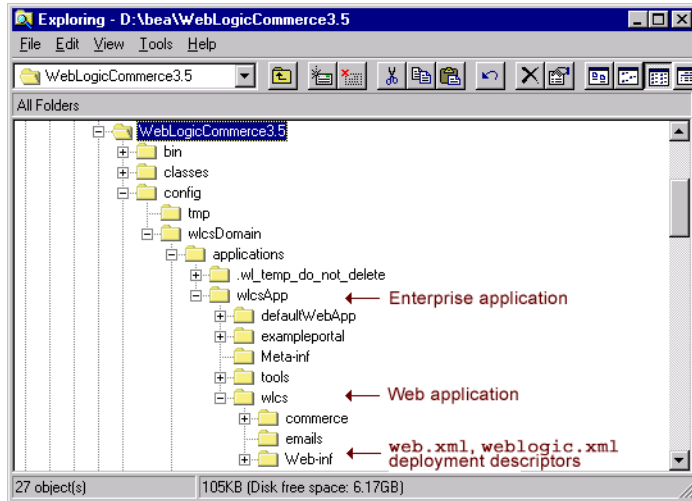 Exploring - D:\bea\WebLogicCommerce3.5
File Edit View Tools Help
WebLogicCommerce3.5
All Folders
WebLogicCommerce3.5
bin
classes
config
tmp
wlcsDomain
applications
.wl_temp_do_not_delete
wlcsApp
Enterprise application
defaultWebApp
exampleportal
Meta-inf
tools
wlcs
Web application
commerce
emails
Web-inf
web.xml, weblogic.xml
deployment descriptors
27 object(s) 105KB (Disk free space: 6.17GB)